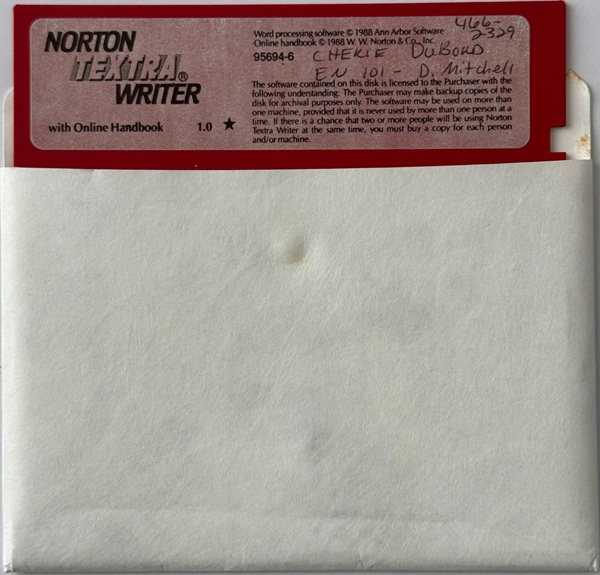 NORTON
TEXTRA®
WRITER
with Online Handbook 1.0 ★
Word processing software © 1988 Ann Arbor Software
Online handbook © 1988 W. W. Norton & Co., Inc.
95694-6
466-
2329
CHERIE DuBORD
EN 101 - D. Mitchell
The software contained on this disk is licensed to the Purchaser with the
following understanding: The Purchaser may make backup copies of the
disk for archival purposes only. The software may be used on more than
one machine, provided that it is never used by more than one person at a
time. If there is a chance that two or more people will be using Norton
Textra Writer at the same time, you must buy a copy for each person
and/or machine.